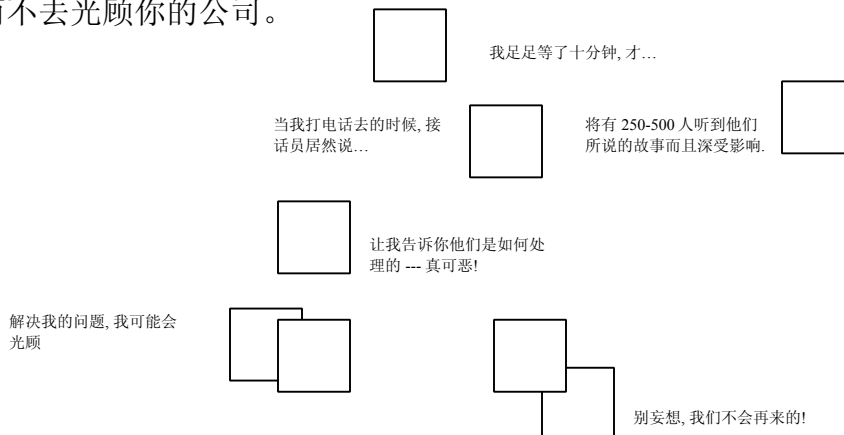 不去光顾你的公司。
我足足等了十分钟, 才…
当我打电话去的时候, 接
话员居然说…
将有 250-500 人听到他们
所说的故事而且深受影响.
让我告诉你他们是如何处
理的 --- 真可恶!
解决我的问题, 我可能会
光顾
别妄想, 我们不会再来的!